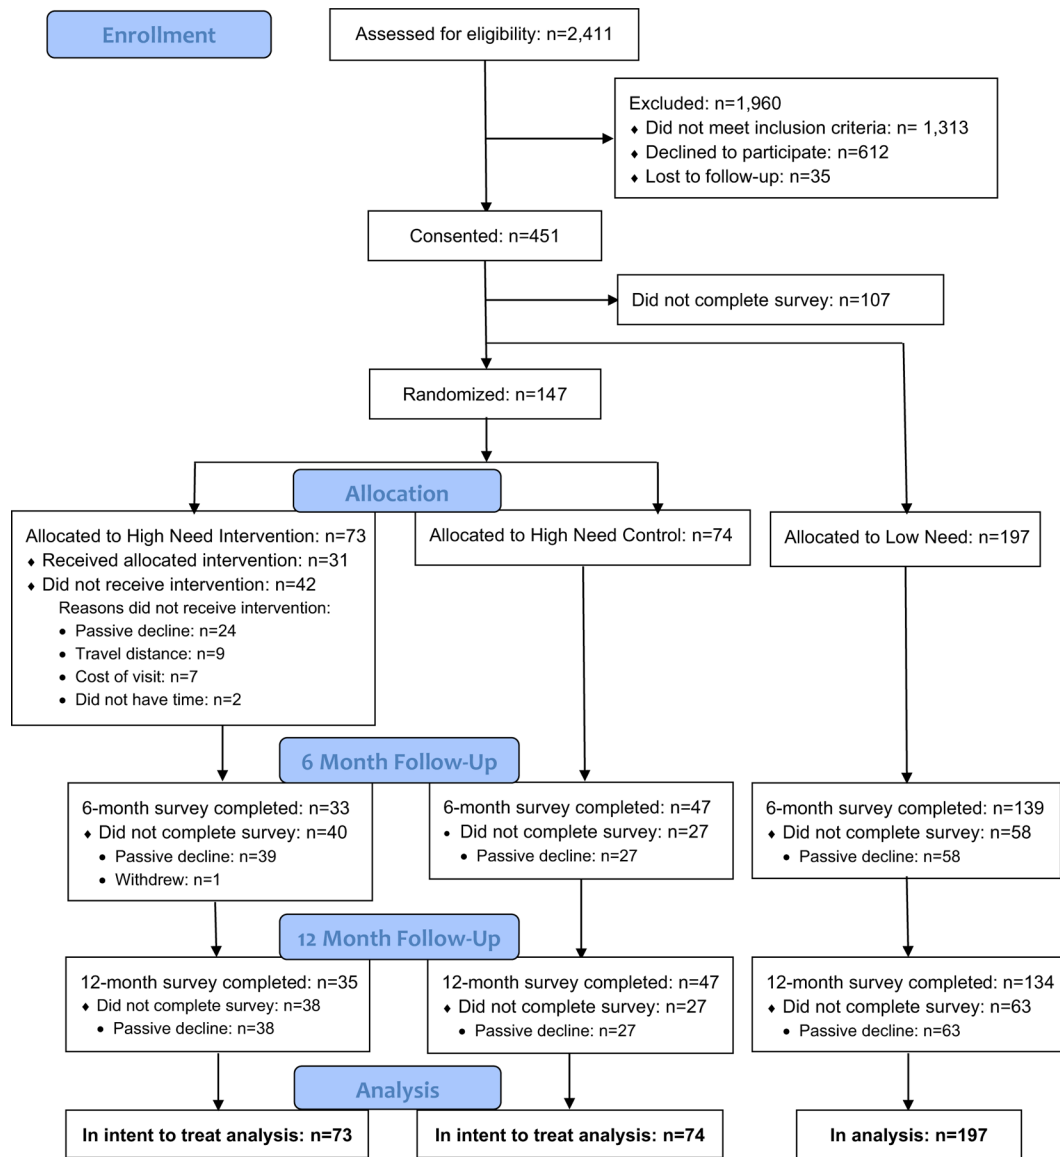 Enrollment
Assessed for eligibility: n=2,411
Excluded: n=1,960
♦ Did not meet inclusion criteria: n= 1,313
♦ Declined to participate: n=612
♦ Lost to follow-up: n=35
Consented: n=451
Did not complete survey: n=107
Randomized: n=147
Allocation
Allocated to High Need Intervention: n=73
♦ Received allocated intervention: n=31
♦ Did not receive intervention: n=42
Reasons did not receive intervention:
• Passive decline: n=24
• Travel distance: n=9
• Cost of visit: n=7
• Did not have time: n=2
Allocated to High Need Control: n=74
Allocated to Low Need: n=197
6 Month Follow-Up
6-month survey completed: n=33
♦ Did not complete survey: n=40
• Passive decline: n=39
• Withdrew: n=1
6-month survey completed: n=47
• Did not complete survey: n=27
• Passive decline: n=27
6-month survey completed: n=139
♦ Did not complete survey: n=58
• Passive decline: n=58
12 Month Follow-Up
12-month survey completed: n=35
♦ Did not complete survey: n=38
• Passive decline: n=38
12-month survey completed: n=47
♦ Did not complete survey: n=27
• Passive decline: n=27
12-month survey completed: n=134
♦ Did not complete survey: n=63
• Passive decline: n=63
Analysis
In intent to treat analysis: n=73
In intent to treat analysis: n=74
In analysis: n=197